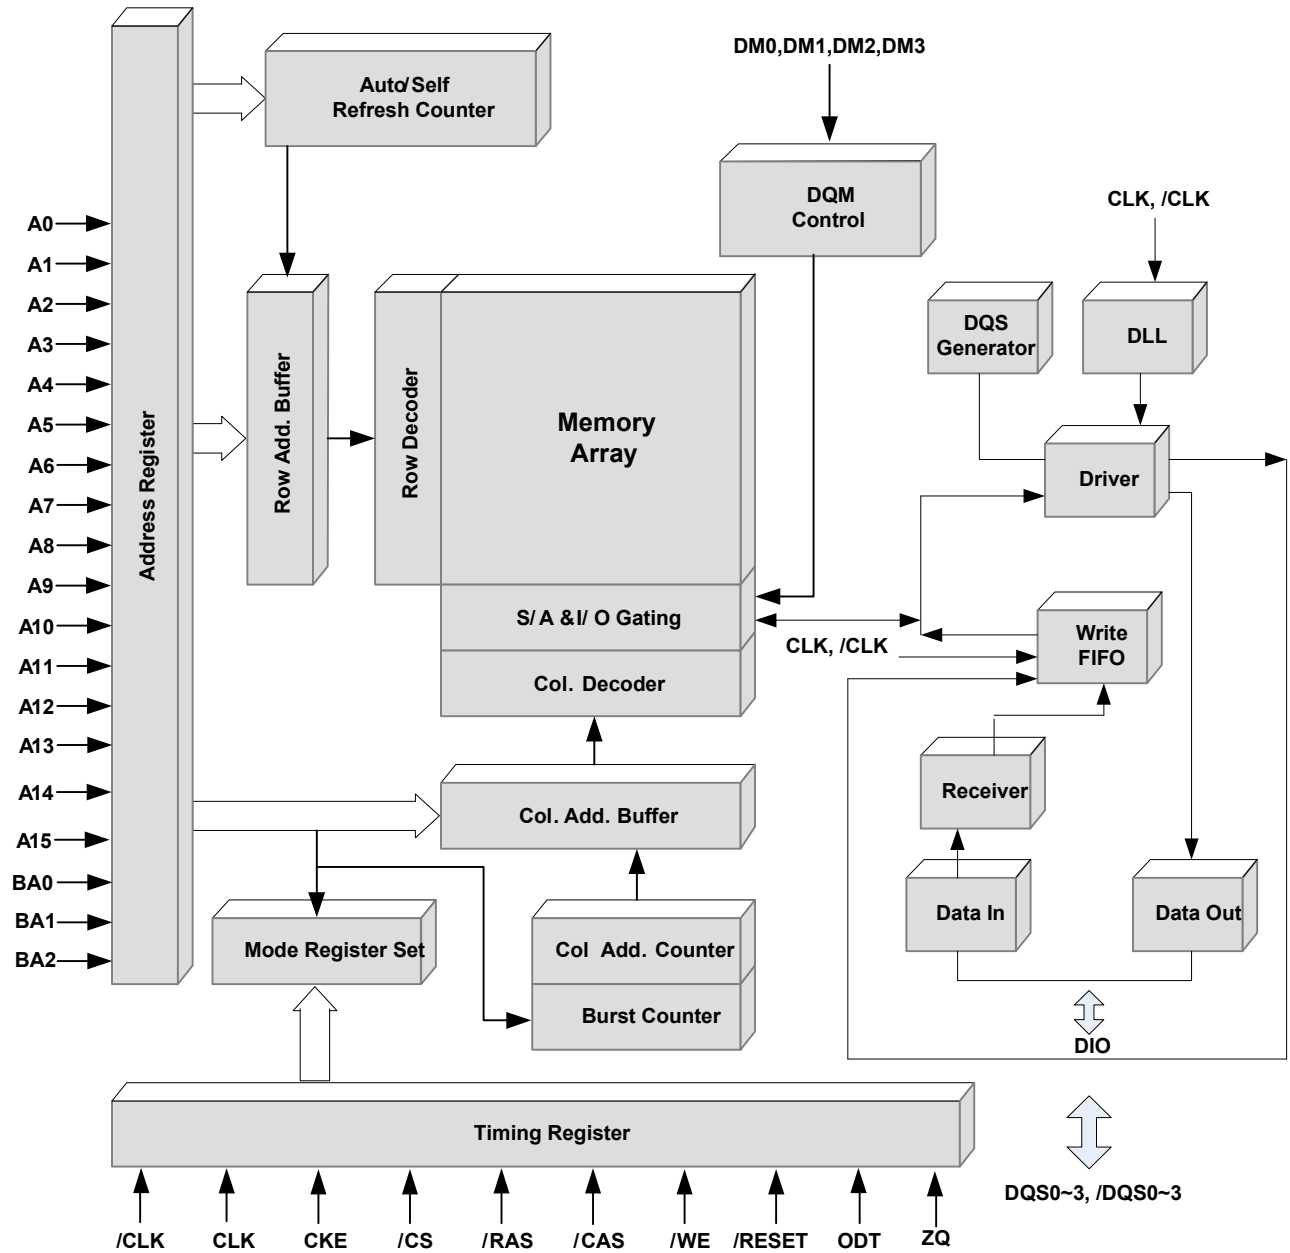 DM0,DM1,DM2,DM3
Auto/Self
Refresh Counter
DQM
Control
CLK, /CLK
A0
A1
A2
A3
A4
A5
A6
A7
A8
A9
A10
A11
A12
A13
A14
A15
BA0
BA1
BA2
Address Register
Row Add. Buffer
Row Decoder
Memory
Array
DQS
Generator
DLL
Driver
S/ A &I/ O Gating
CLK, /CLK
Write
FIFO
Col. Decoder
Receiver
Col. Add. Buffer
Data In
Data Out
Mode Register Set
Col Add. Counter
Burst Counter
DIO
Timing Register
DQS0~3, /DQS0~3
/CLK
CLK
CKE
/CS
/RAS
/CAS
/WE
/RESET
ODT
ZQ